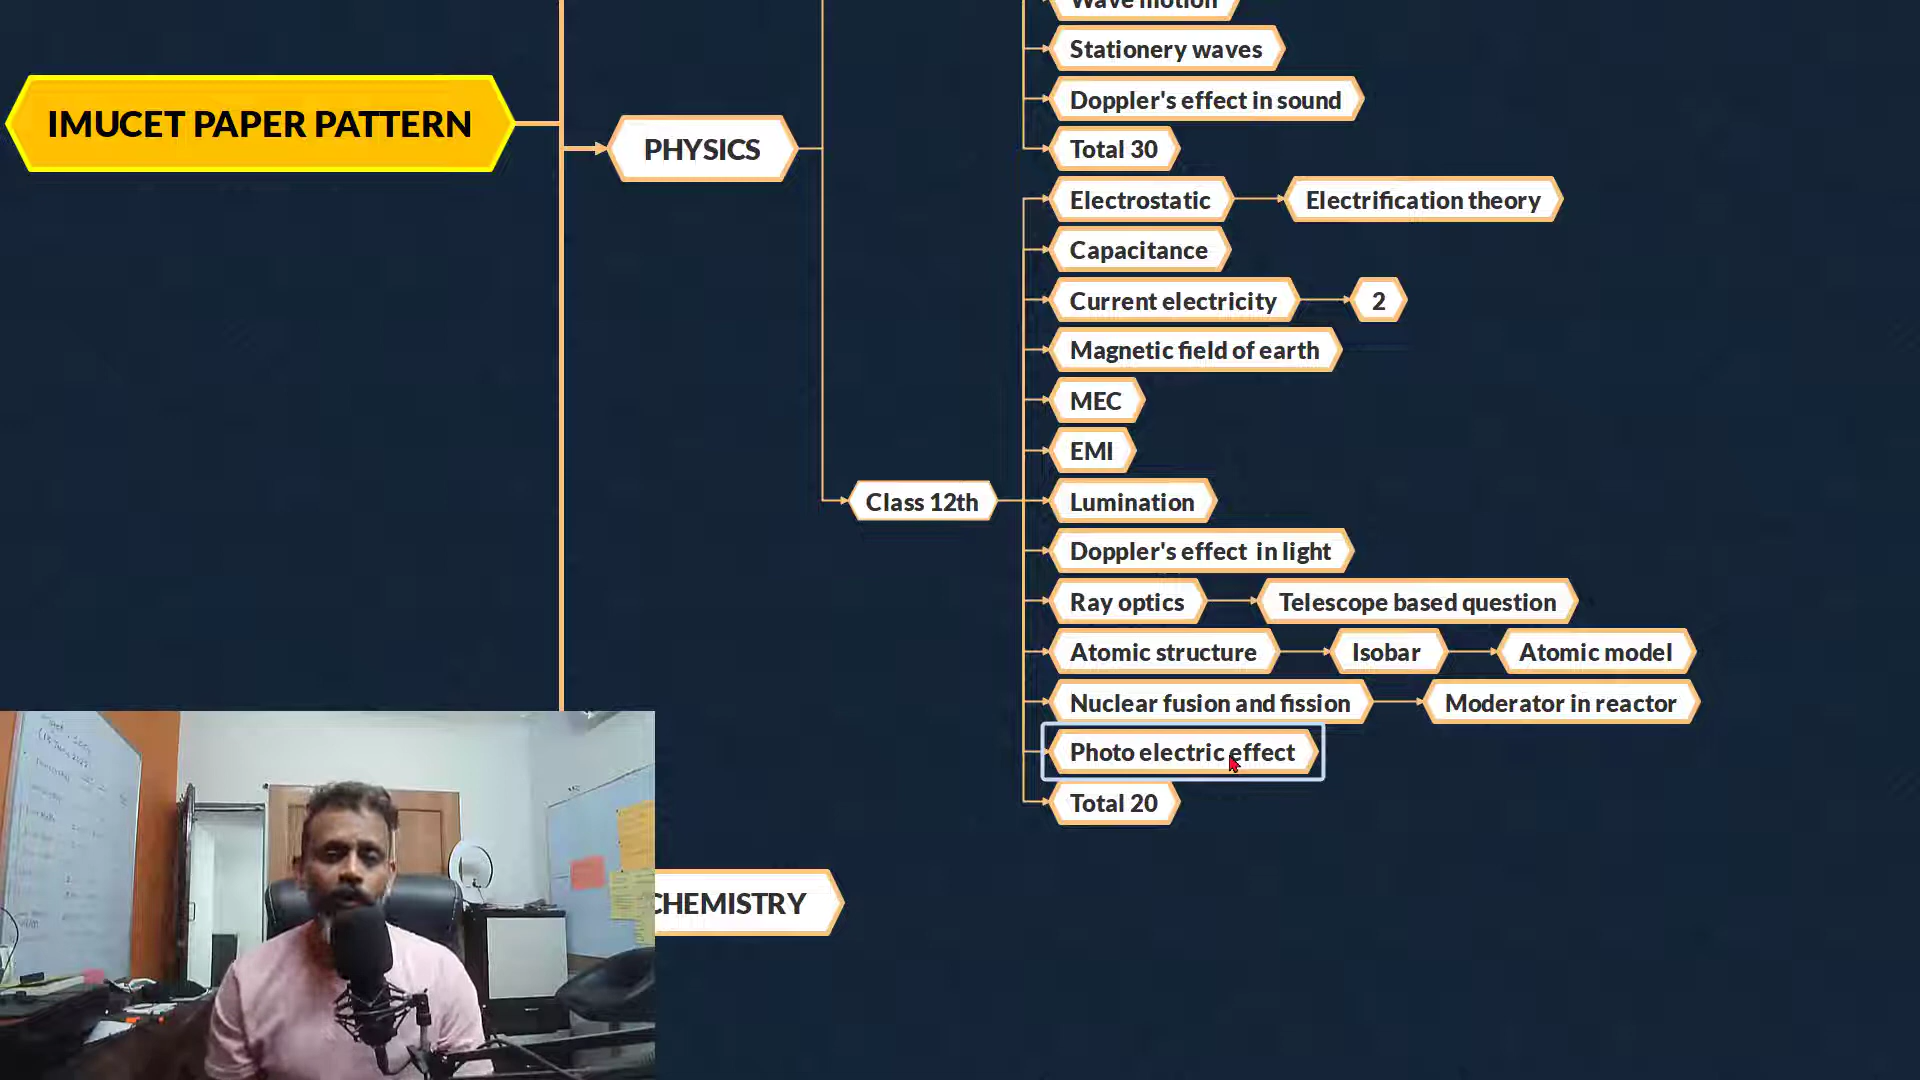 Wave motion
Stationery waves
IMUCET PAPER PATTERN
Doppler's effect in sound
PHYSICS
Total 30
Electrostatic
Electrification theory
Capacitance
Current electricity
2
Magnetic field of earth
MEC
EMI
Class 12th
Lumination
Doppler's effect in light
Ray optics
Telescope based question
Atomic structure
Isobar
Atomic model
Nuclear fusion and fission
Moderator in reactor
Photo electric effect
Total 20
CHEMISTRY